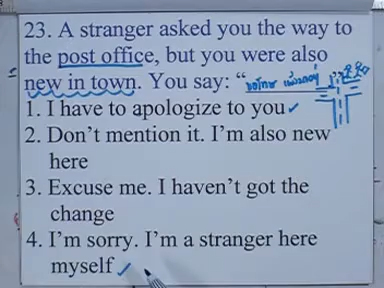 23. A stranger asked you the way to
the post office, but you were also
new in town. You say: “
1. I have to apologize to you
2. Don’t mention it. I’m also new
here
3. Excuse me. I haven’t got the
change
4. I’m sorry. I’m a stranger here
myself